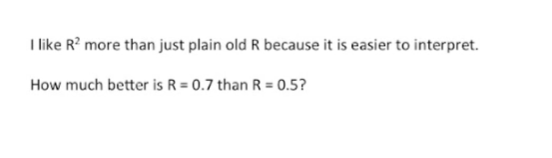 I like R² more than just plain old R because it is easier to interpret.
How much better is R = 0.7 than R = 0.5?